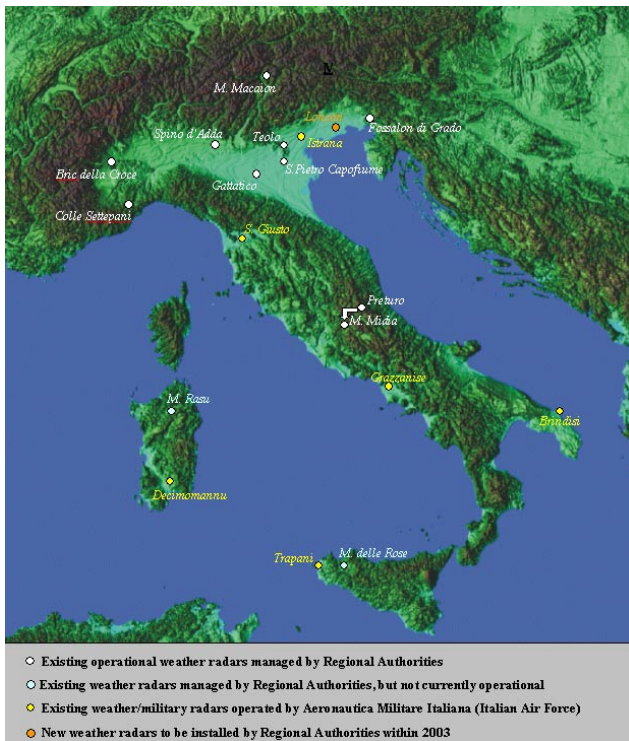 N
M. Macaion
Loncon
Fossalon di Grado
Spino d'Adda
Teolo
Istrana
Bric della Croce
S.Pietro Capofiume
Gattatico
Colle Settepani
S. Giusto
Preturo
M. Midia
Grazzanise
M. Rasu
Brindisi
Decimomannu
Trapani
M. delle Rose
Existing operational weather radars managed by Regional Authorities
Existing weather radars managed by Regional Authorities, but not currently operational
Existing weather/military radars operated by Aeronautica Militare Italiana (Italian Air Force)
New weather radars to be installed by Regional Authorities within 2003